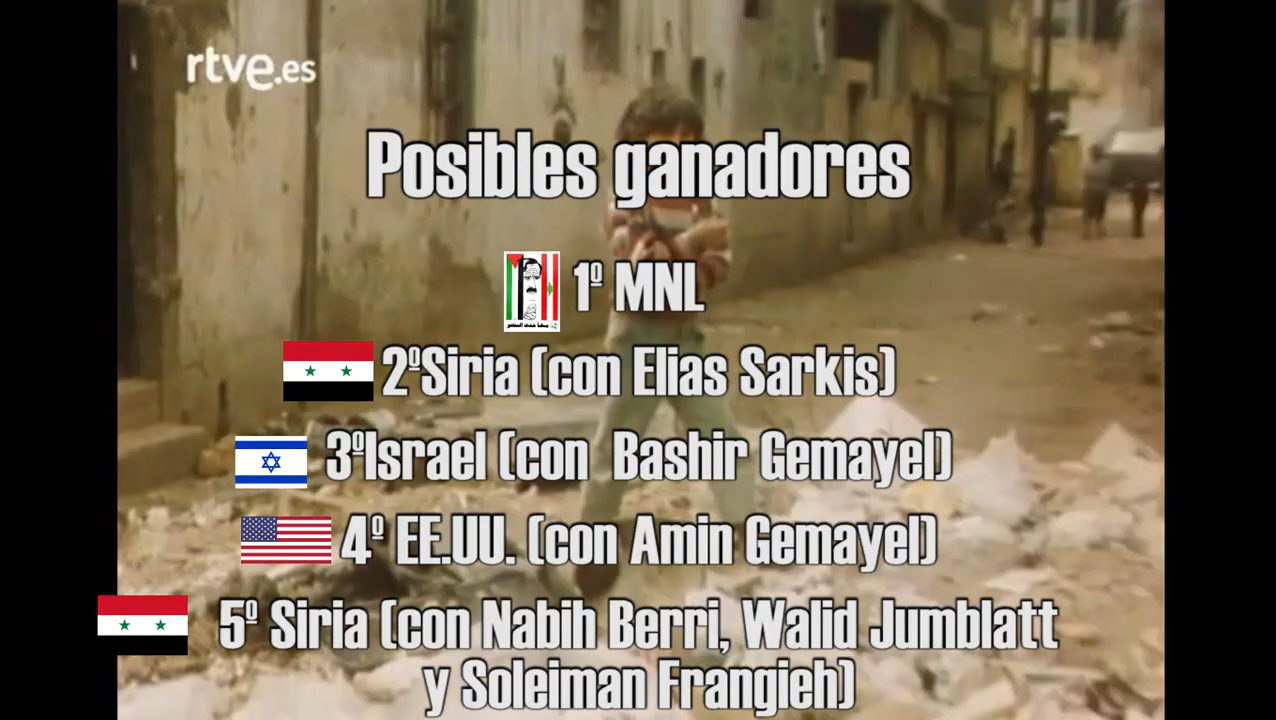 rtve.es
Posibles ganadores
1º MNL
2ºSiria (con Elias Sarkis)
3ºIsrael (con Bashir Gemayel)
4º EE.UU. (con Amin Gemayel)
5º Siria (con Nabih Berri, Walid Jumblatt
y Soleiman Frangieh)